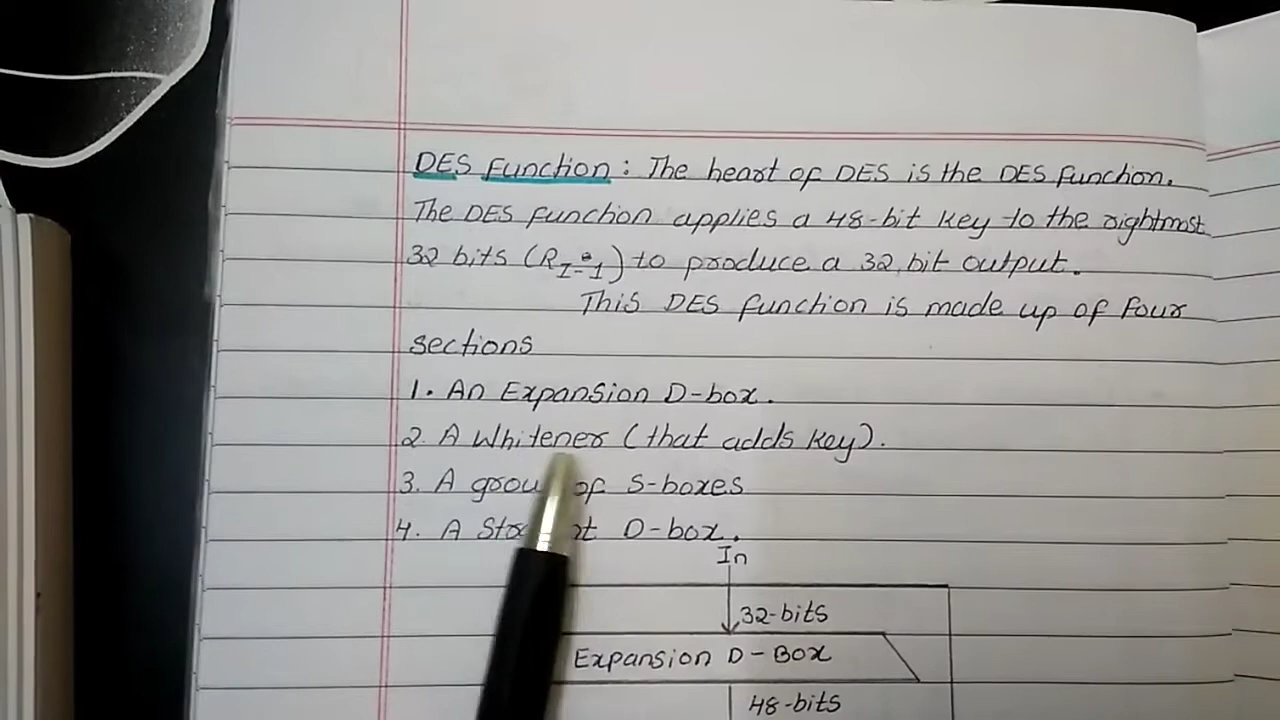 DES Function: The heart of DES is the DES function.
The DES function applies a 48-bit key to the rightmost
32 bits (R I-1) to produce a 32 bit output.
This DES function is made up of four
sections
1. An Expansion D-box.
2. A Whitener (that adds key).
3. A of S-boxes
4. A D-box.
In
32-bits
Expansion D-Box
48-bits